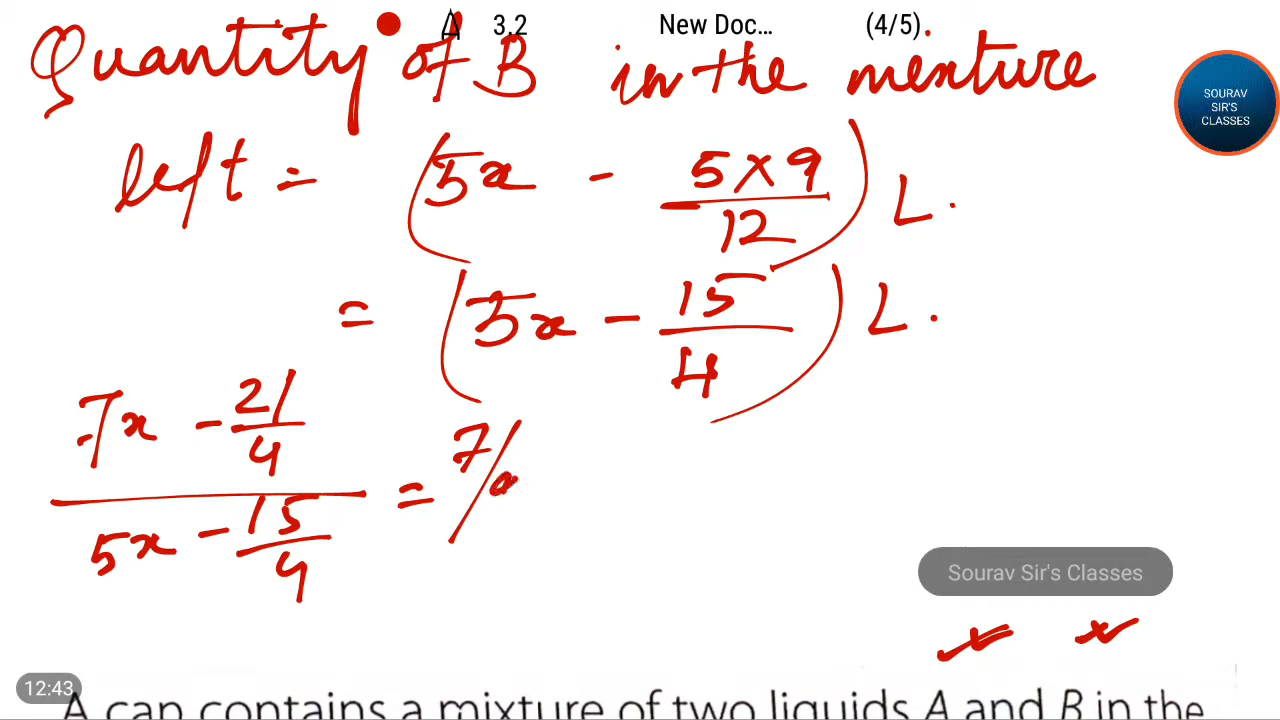 3.2 New Doc... (4/5)
Quantity of B in the mixture
SOURAV
SIR'S
CLASSES
left = (5x - 5×9/12) L.
= (5x - 15/4) L.
7x - 21/4
5x - 15/4
= 7/
Sourav Sir's Classes
12:43
A can contains a mixture of two liquids A and B in the